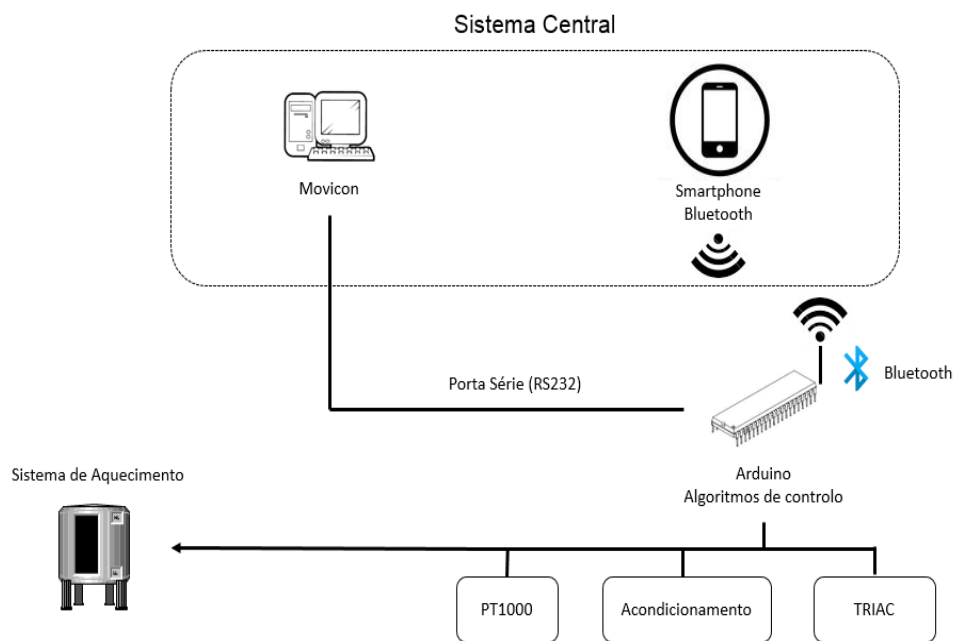 Sistema Central
Movicon
Smartphone
Bluetooth
Porta Série (RS232)
Bluetooth
Arduino
Algoritmos de controlo
Sistema de Aquecimento
PT1000
Acondicionamento
TRIAC